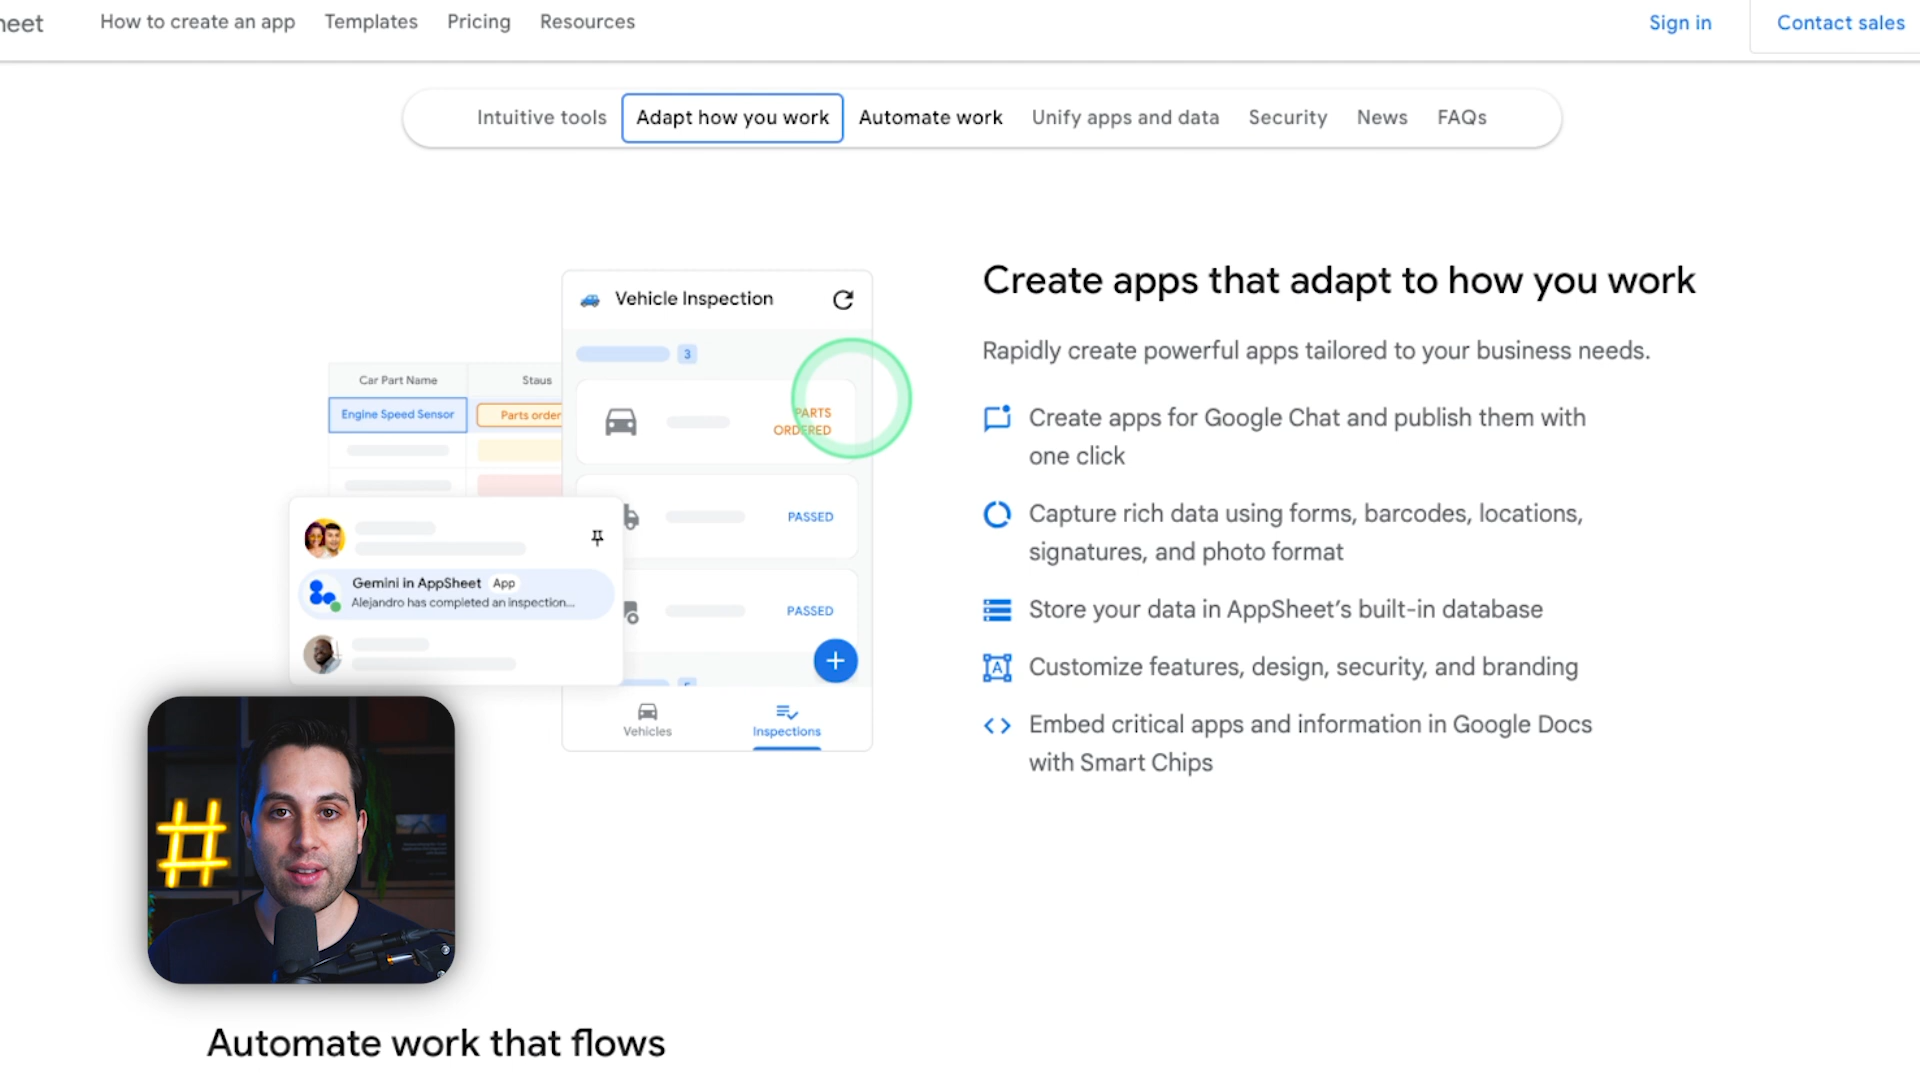 heet
How to create an app
Templates
Pricing
Resources
Sign in
Contact sales
Intuitive tools
Adapt how you work
Automate work
Unify apps and data
Security
News
FAQs
Vehicle Inspection
3
Car Part Name
Staus
Engine Speed Sensor
Parts order
PARTS
ORDERED
PASSED
Gemini in AppSheet App
Alejandro has completed an inspection...
PASSED
Vehicles
Inspections
Create apps that adapt to how you work
Rapidly create powerful apps tailored to your business needs.
Create apps for Google Chat and publish them with
one click
Capture rich data using forms, barcodes, locations,
signatures, and photo format
Store your data in AppSheet’s built-in database
A
Customize features, design, security, and branding
Embed critical apps and information in Google Docs
with Smart Chips
#
Automate work that flows